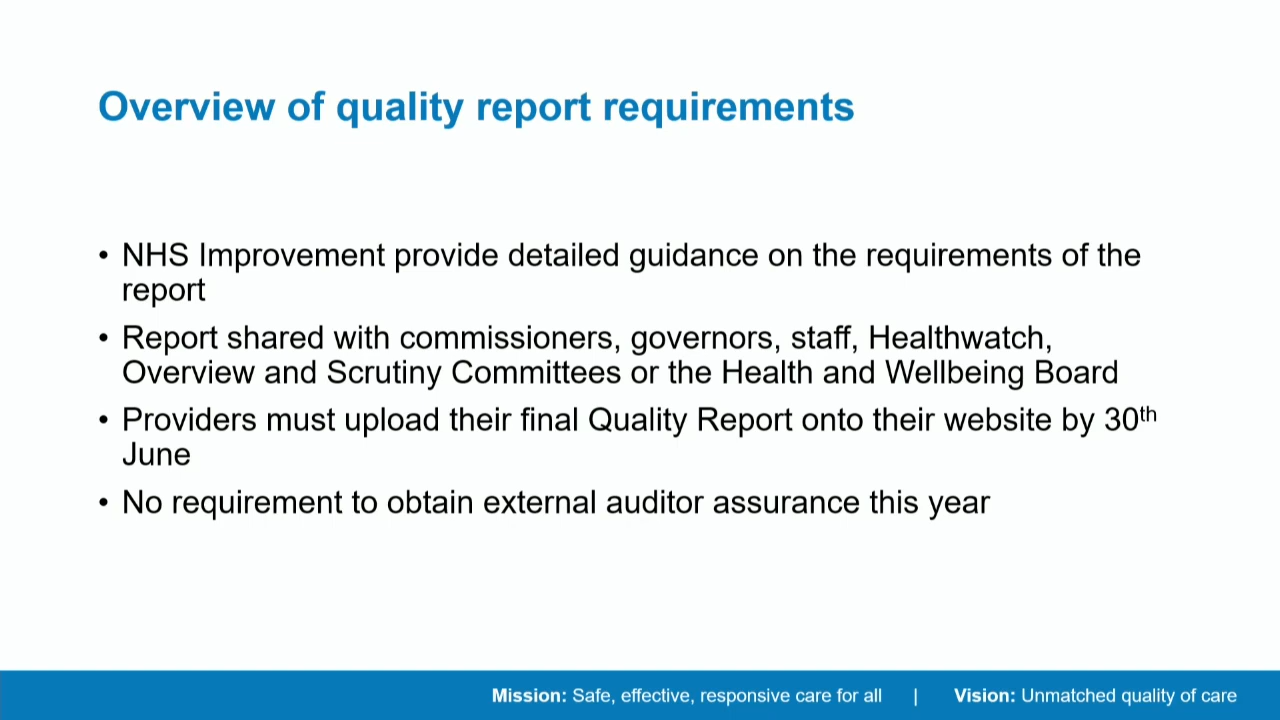 Overview of quality report requirements
• NHS Improvement provide detailed guidance on the requirements of the
report
• Report shared with commissioners, governors, staff, Healthwatch,
Overview and Scrutiny Committees or the Health and Wellbeing Board
• Providers must upload their final Quality Report onto their website by 30th
June
• No requirement to obtain external auditor assurance this year
Mission: Safe, effective, responsive care for all | Vision: Unmatched quality of care